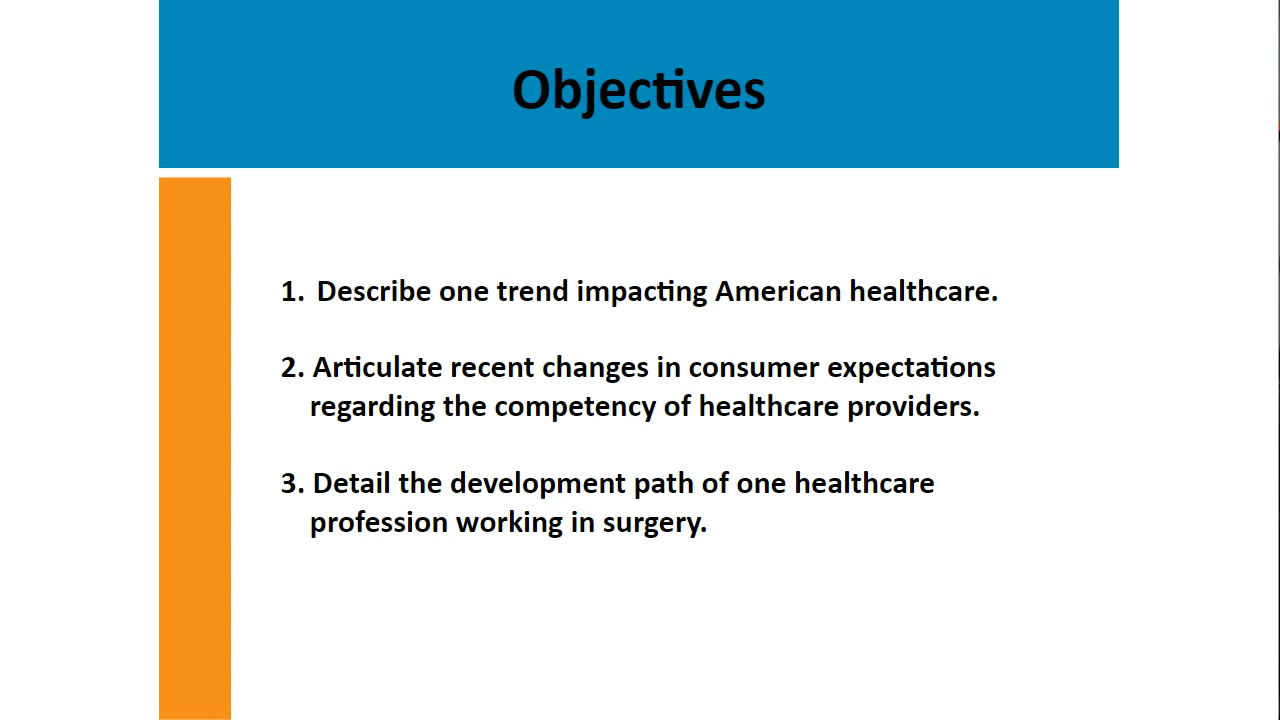 Objectives
1. Describe one trend impacting American healthcare.
2. Articulate recent changes in consumer expectations
regarding the competency of healthcare providers.
3. Detail the development path of one healthcare
profession working in surgery.